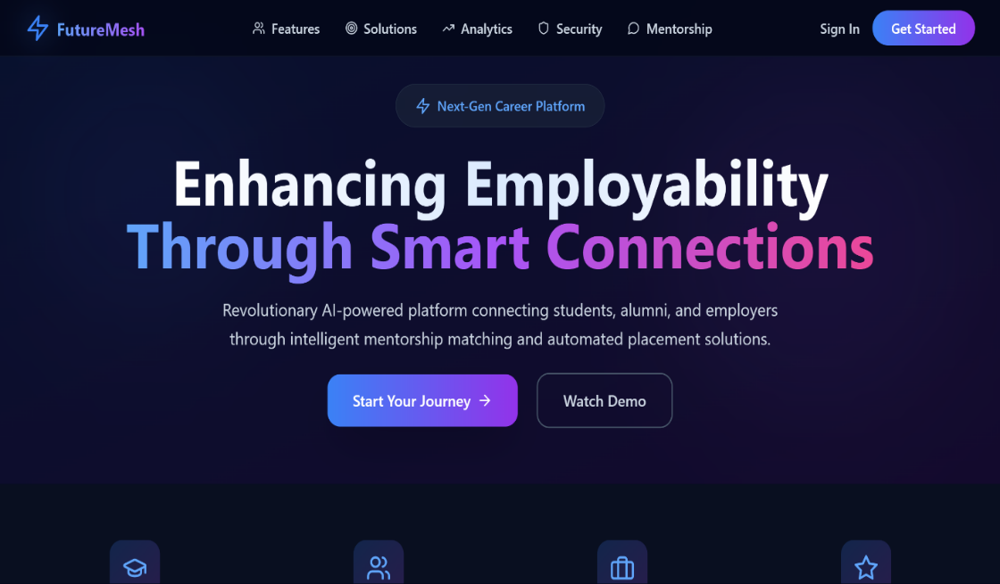 FutureMesh
Features
Solutions
Analytics
Security
Mentorship
Sign In
Get Started
Next-Gen Career Platform
Enhancing Employability
Through Smart Connections
Revolutionary AI-powered platform connecting students, alumni, and employers
through intelligent mentorship matching and automated placement solutions.
Start Your Journey →
Watch Demo